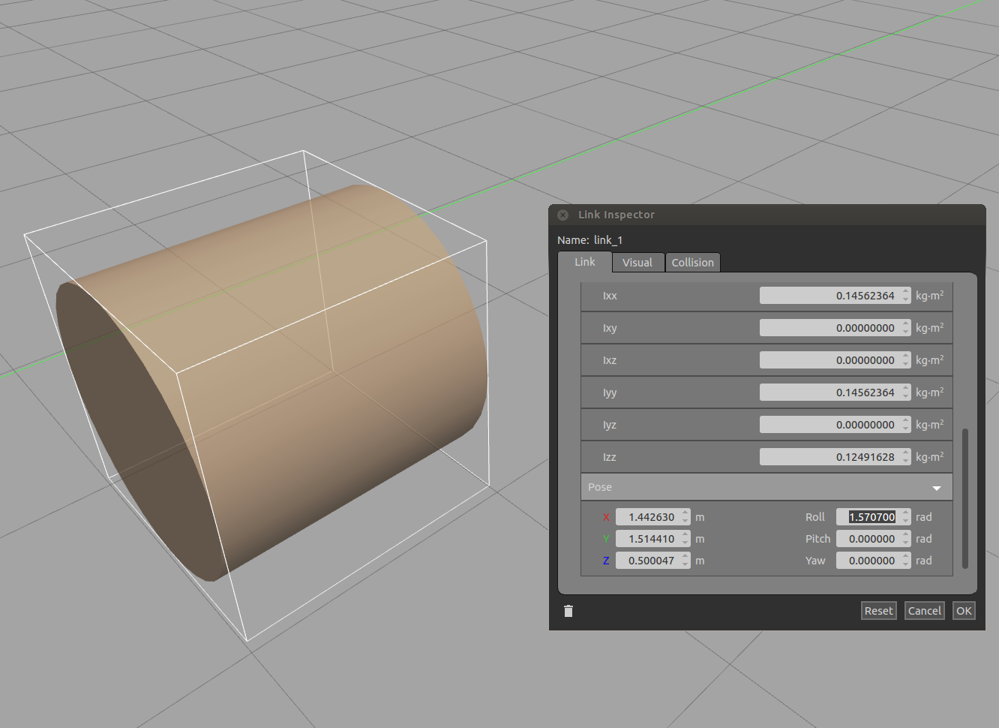 Link Inspector
Name: link_1
Link Visual Collision
Ixx 0.14562364 kg·m²
Ixy 0.00000000 kg·m²
Ixz 0.00000000 kg·m²
Iyy 0.14562364 kg·m²
Iyz 0.00000000 kg·m²
Izz 0.12491628 kg·m²
Pose
X 1.442630 m Roll 1.570700 rad
Y 1.514410 m Pitch 0.000000 rad
Z 0.500047 m Yaw 0.000000 rad
Reset Cancel OK